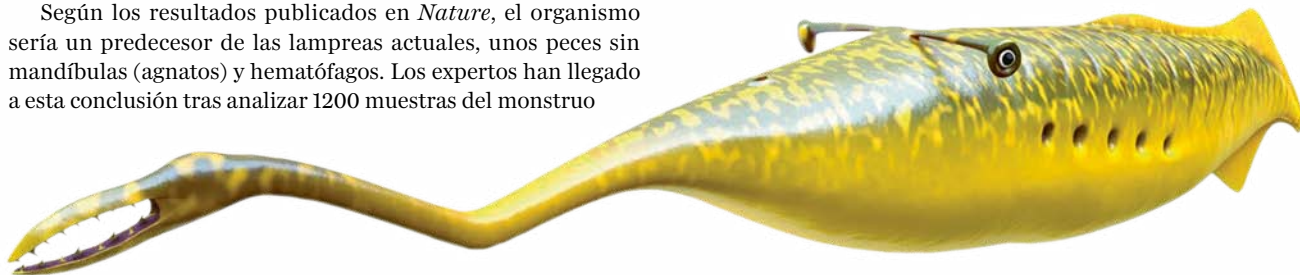 Según los resultados publicados en Nature, el organismo
sería un predecesor de las lampreas actuales, unos peces sin
mandíbulas (agnatos) y hematófagos. Los expertos han llegado
a esta conclusión tras analizar 1200 muestras del monstruo